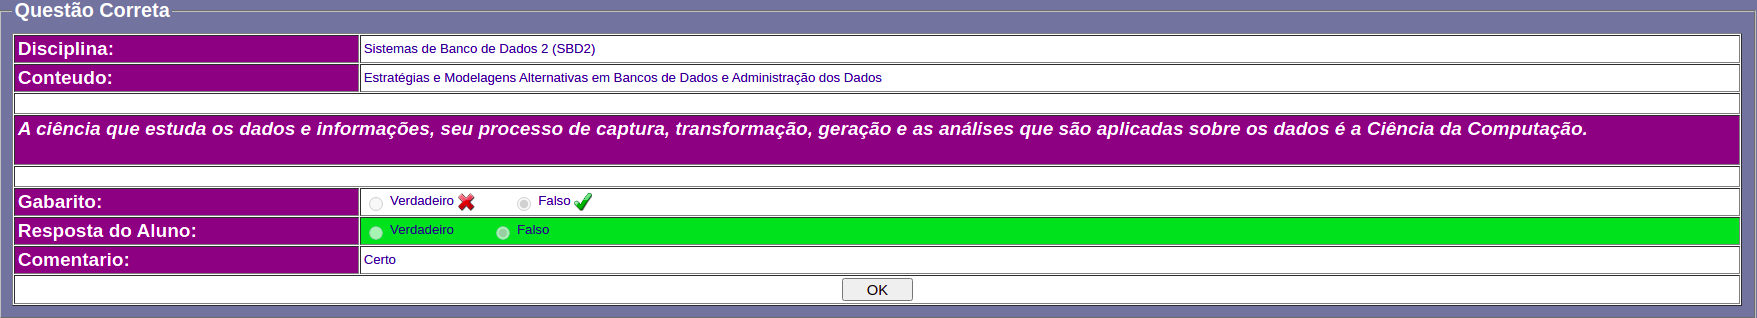 Questão Correta
Disciplina: Sistemas de Banco de Dados 2 (SBD2)
Conteudo: Estratégias e Modelagens Alternativas em Bancos de Dados e Administração dos Dados
A ciência que estuda os dados e informações, seu processo de captura, transformação, geração e as análises que são aplicadas sobre os dados é a Ciência da Computação.
Gabarito: Verdadeiro Falso
Resposta do Aluno: Verdadeiro Falso
Comentario: Certo
OK